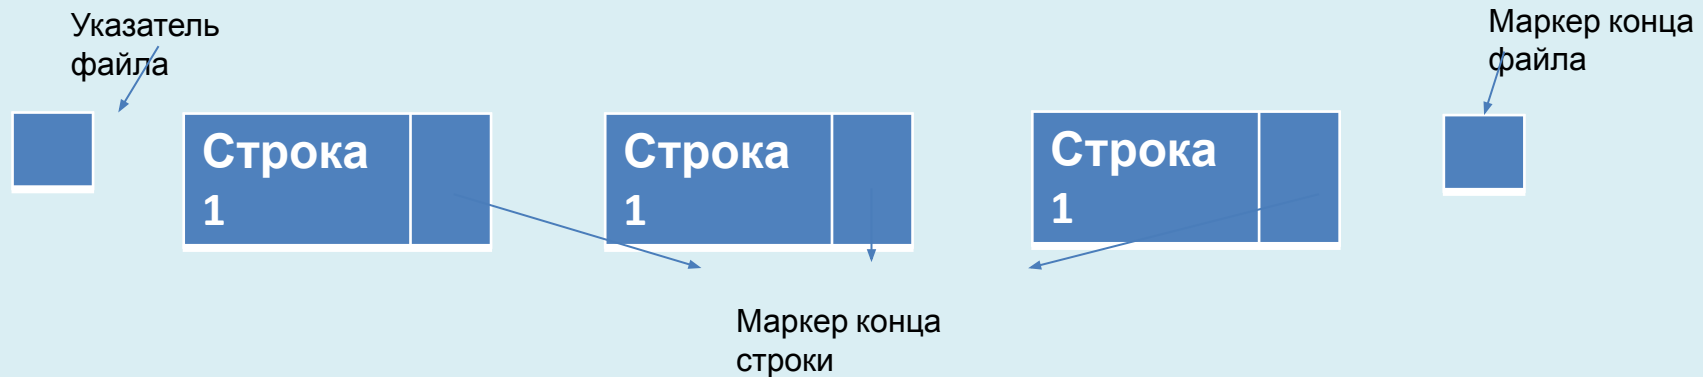 Указатель
файла
Маркер конца
файла
Строка
1
Строка
1
Строка
1
Маркер конца
строки